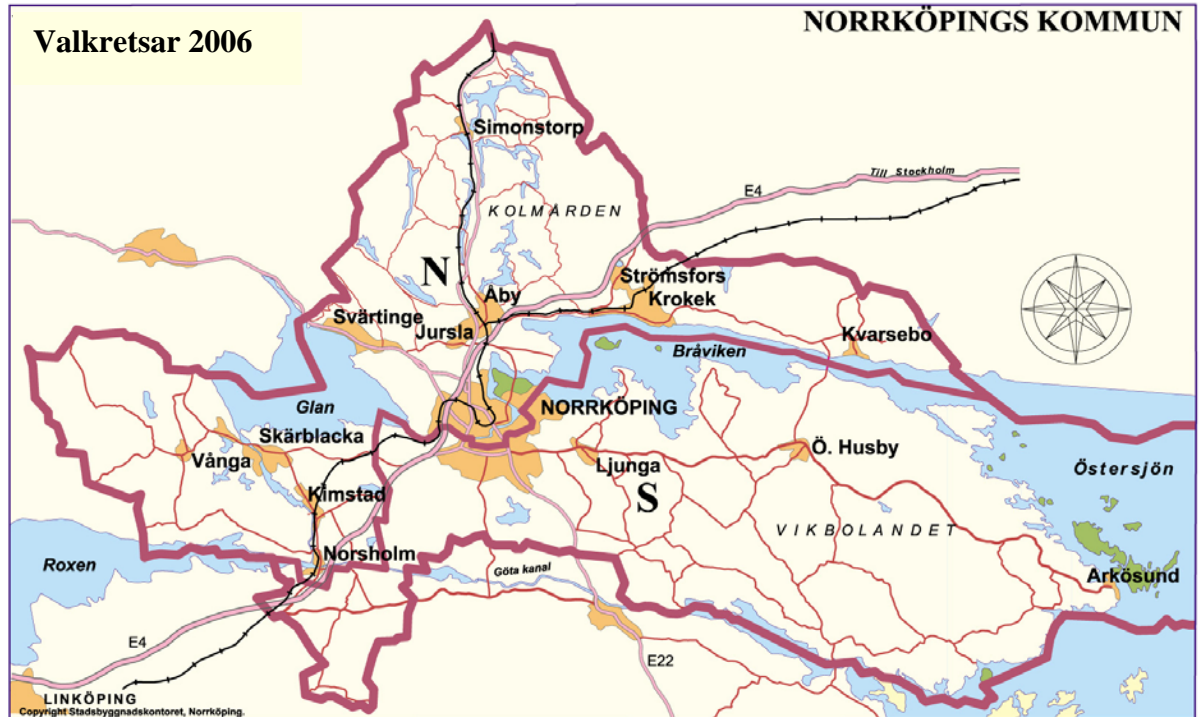 Valkretsar 2006
NORRKÖPINGS KOMMUN
Simonstorp
Till Stockholm
E4
KOLMÅRDEN
N
Strömsfors
Krokek
Åby
Svärtinge
Jursla
Kvarsebo
Bråviken
Glan
NORRKÖPING
Skärblacka
Vånga
Ljunga
Ö. Husby
Östersjön
Kimstad
S
VIKBOLANDET
Norsholm
Roxen
Göta kanal
Arkösund
E4
E22
LINKÖPING
Copyright Stadsbyggnadskontoret, Norrköping.